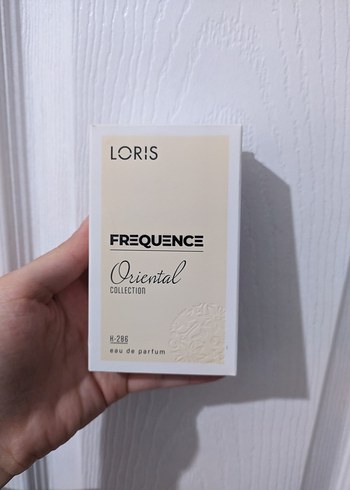 LORIS
FREQUENCE
Oriental
COLLECTION
K-286
eau de parfum